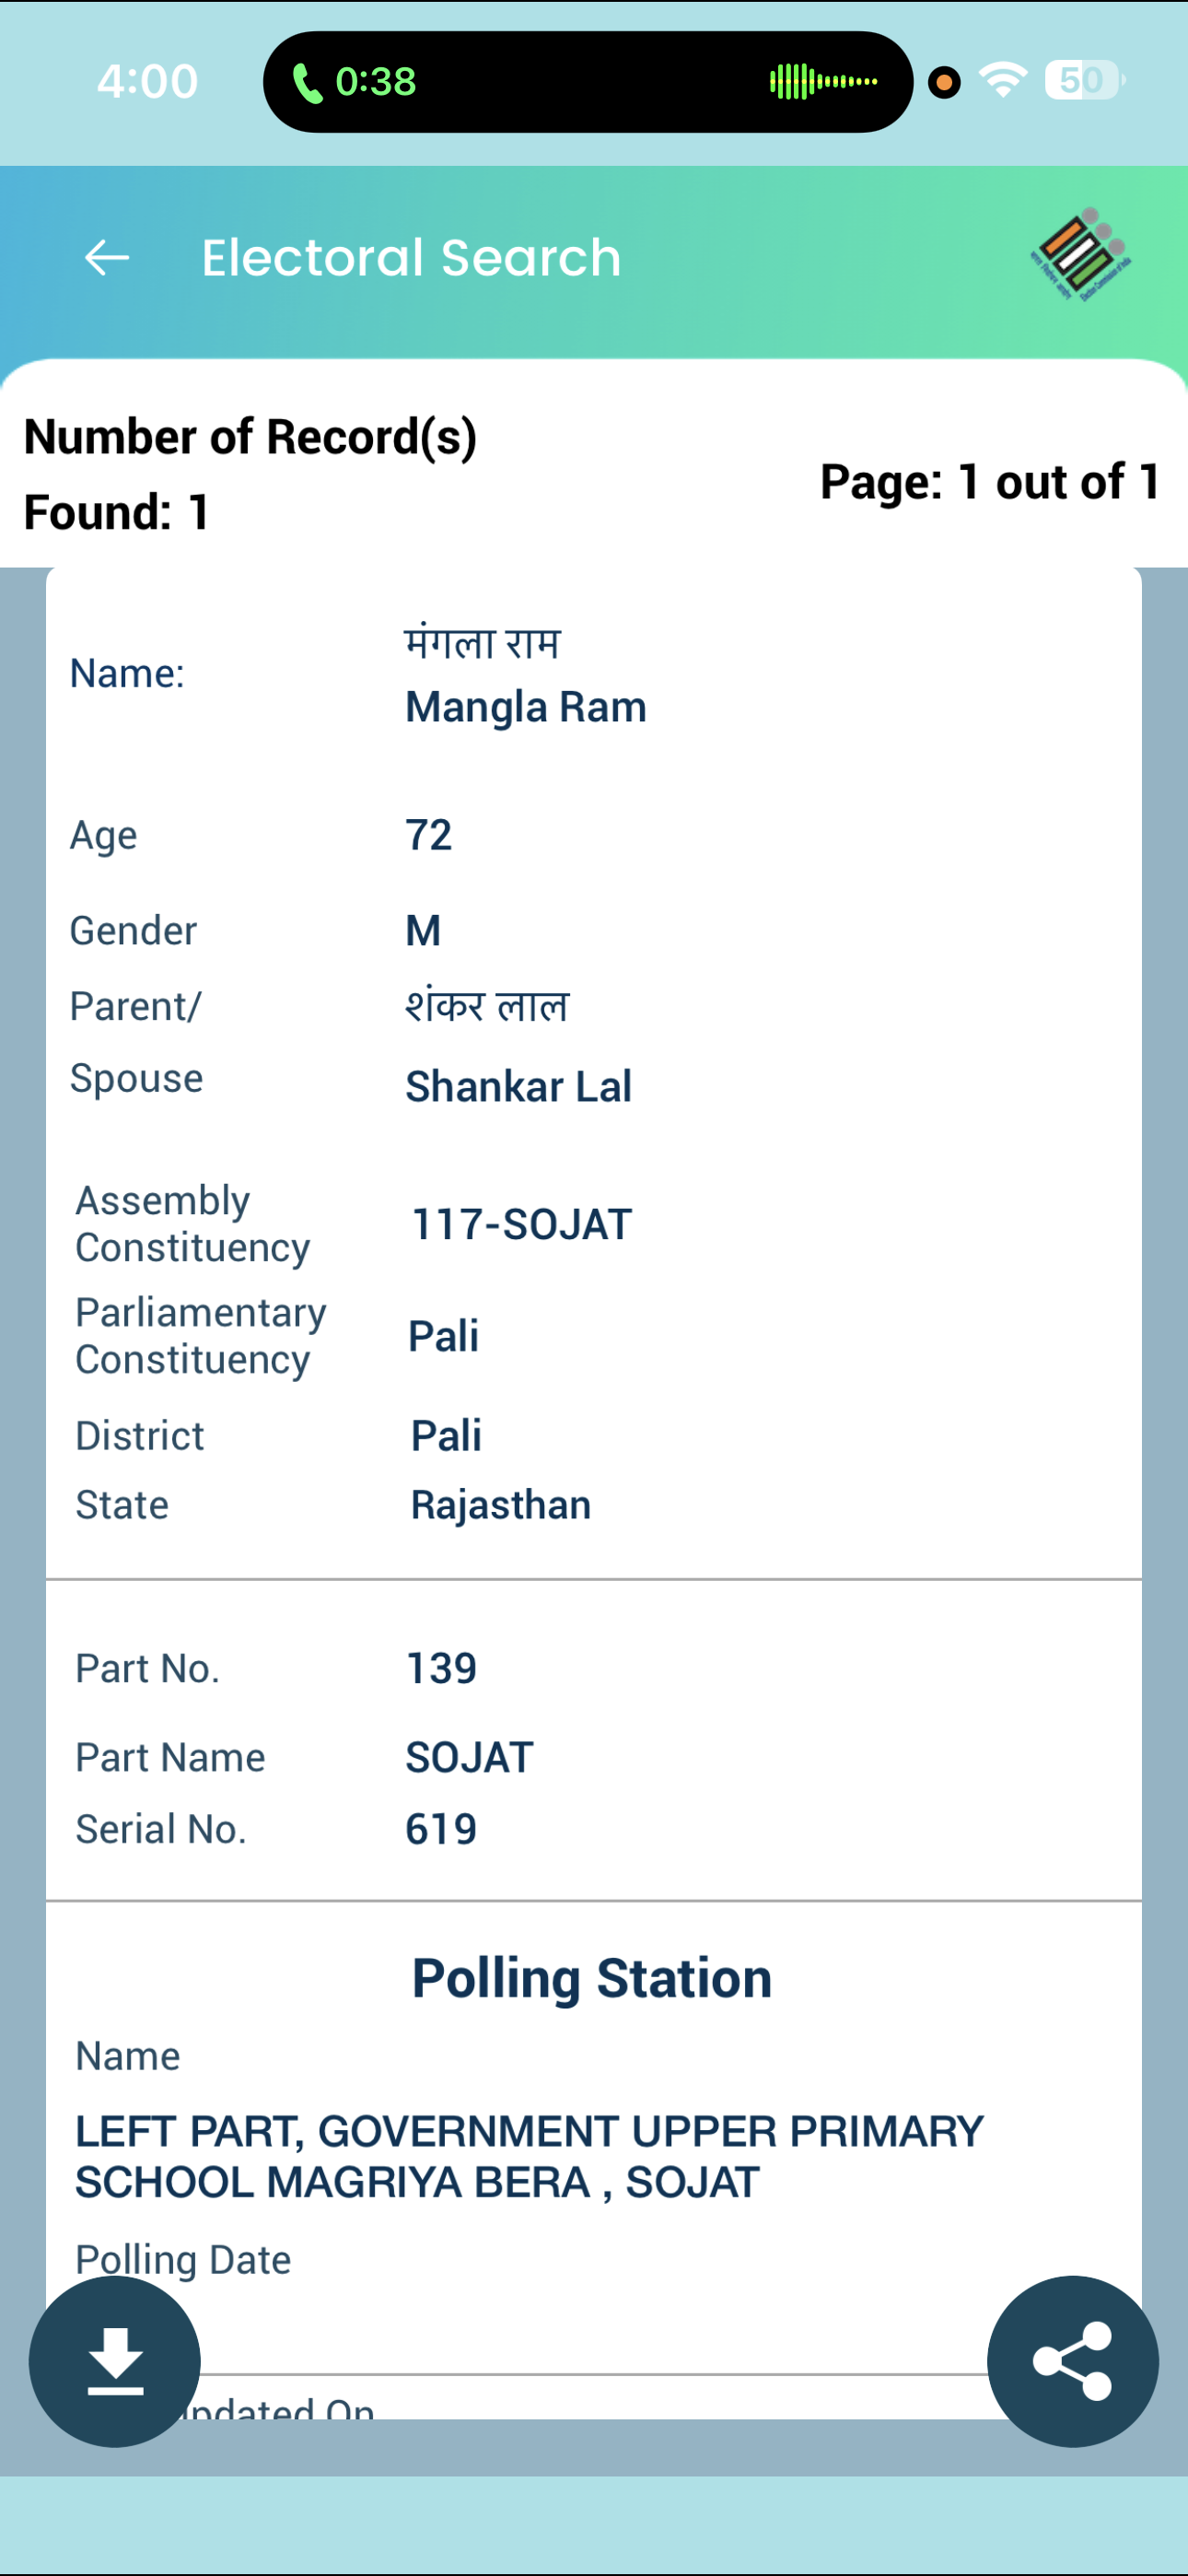 4:00
0:38
50
Electoral Search
Number of Record(s)
Found: 1
Page: 1 out of 1
Name:
मंगला राम
Mangla Ram
Age
72
Gender
M
Parent/
Spouse
शंकर लाल
Shankar Lal
Assembly
Constituency
117-SOJAT
Parliamentary
Constituency
Pali
District
Pali
State
Rajasthan
Part No.
139
Part Name
SOJAT
Serial No.
619
Polling Station
Name
LEFT PART, GOVERNMENT UPPER PRIMARY
SCHOOL MAGRIYA BERA , SOJAT
Polling Date
On